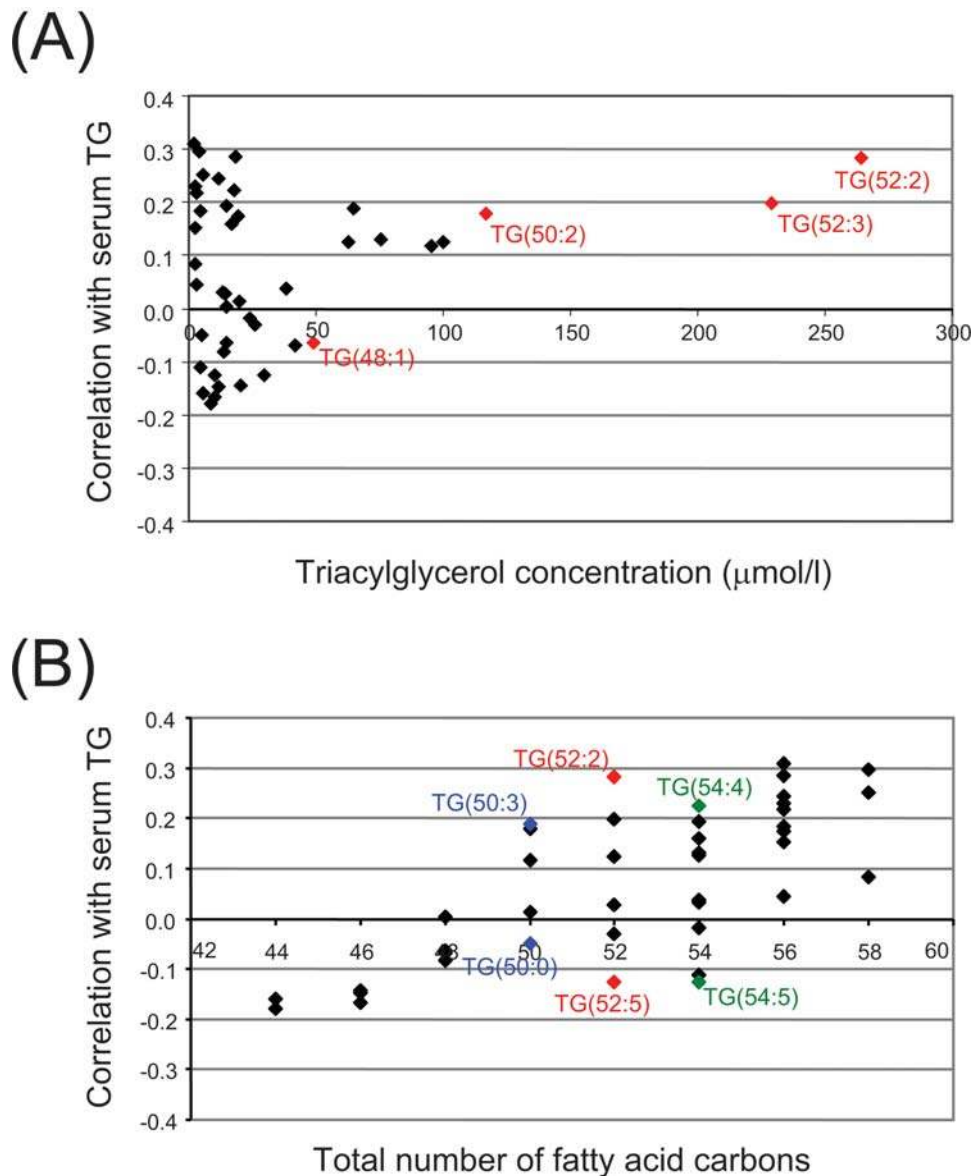 (A)
Correlation with serum TG
0.4
0.3
0.2
0.1
0.0
-0.1
-0.2
-0.3
-0.4
0 50 100 150 200 250 300
TG(52:2)
TG(50:2)
TG(52:3)
TG(48:1)
Triacylglycerol concentration (μmol/l)
(B)
Correlation with serum TG
0.4
0.3
0.2
0.1
0.0
-0.1
-0.2
-0.3
-0.4
42 44 46 48 50 52 54 56 58 60
TG(52:2)
TG(50:3)
TG(54:4)
TG(50:0)
TG(52:5)
TG(54:5)
Total number of fatty acid carbons